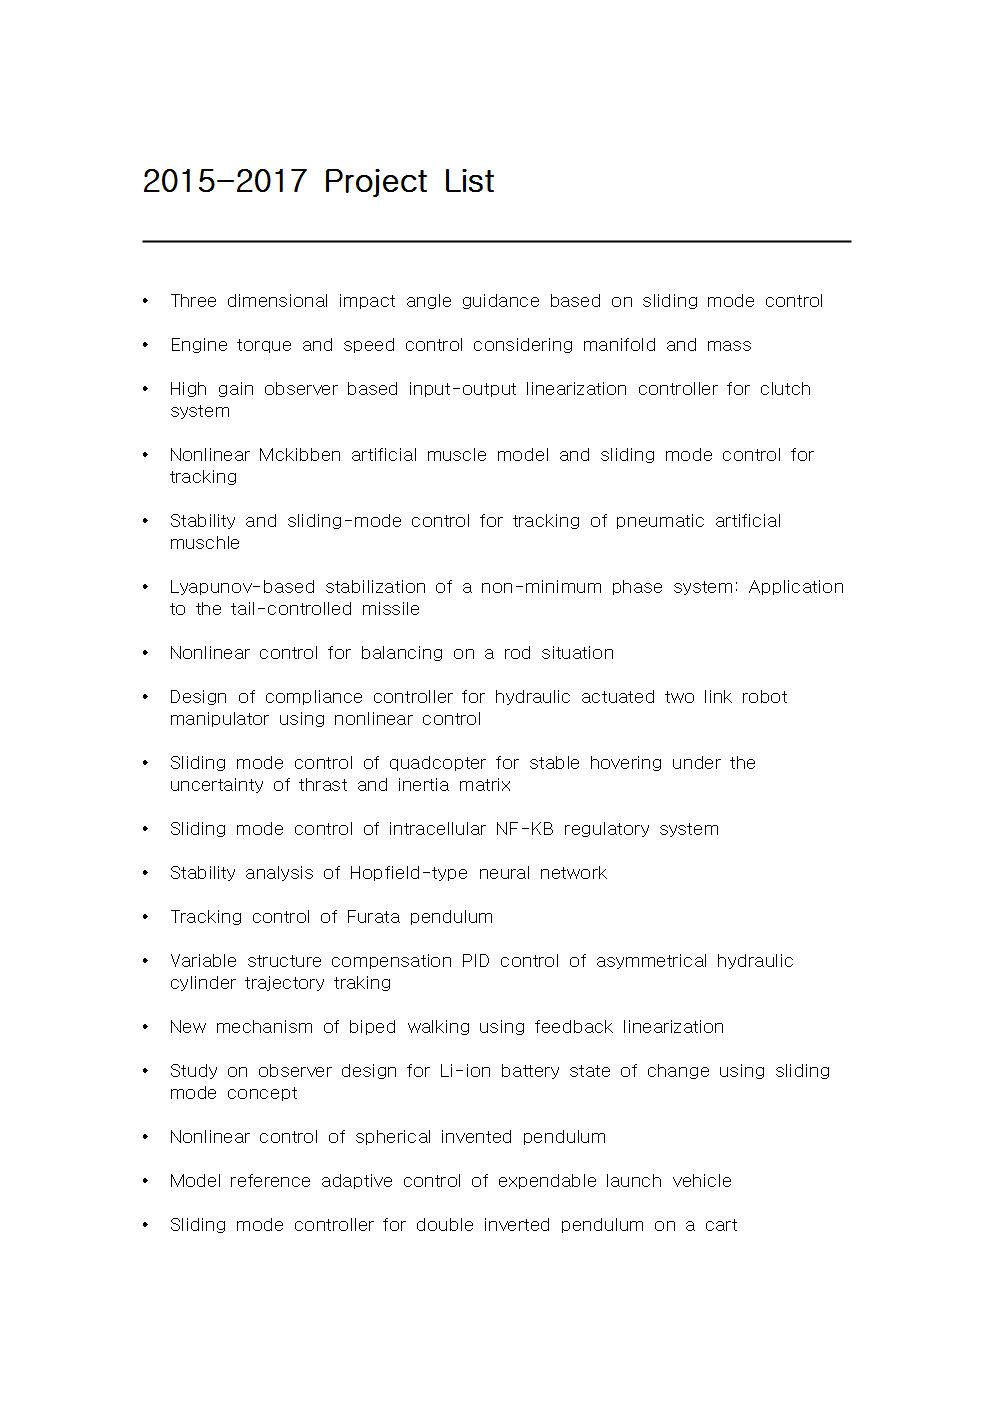 2015-2017 Project List
• Three dimensional impact angle guidance based on sliding mode control
• Engine torque and speed control considering manifold and mass
• High gain observer based input-output linearization controller for clutch
system
• Nonlinear Mckibben artificial muscle model and sliding mode control for
tracking
• Stability and sliding-mode control for tracking of pneumatic artificial
muschle
• Lyapunov-based stabilization of a non-minimum phase system: Application
to the tail-controlled missile
• Nonlinear control for balancing on a rod situation
• Design of compliance controller for hydraulic actuated two link robot
manipulator using nonlinear control
• Sliding mode control of quadcopter for stable hovering under the
uncertainty of thrast and inertia matrix
• Sliding mode control of intracellular NF-KB regulatory system
• Stability analysis of Hopfield-type neural network
• Tracking control of Furata pendulum
• Variable structure compensation PID control of asymmetrical hydraulic
cylinder trajectory traking
• New mechanism of biped walking using feedback linearization
• Study on observer design for Li-ion battery state of change using sliding
mode concept
• Nonlinear control of spherical invented pendulum
• Model reference adaptive control of expendable launch vehicle
• Sliding mode controller for double inverted pendulum on a cart